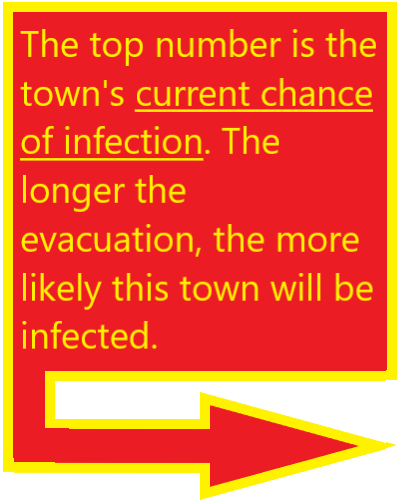 The top number is the
town's current chance
of infection. The
longer the
evacuation, the more
likely this town will be
infected.